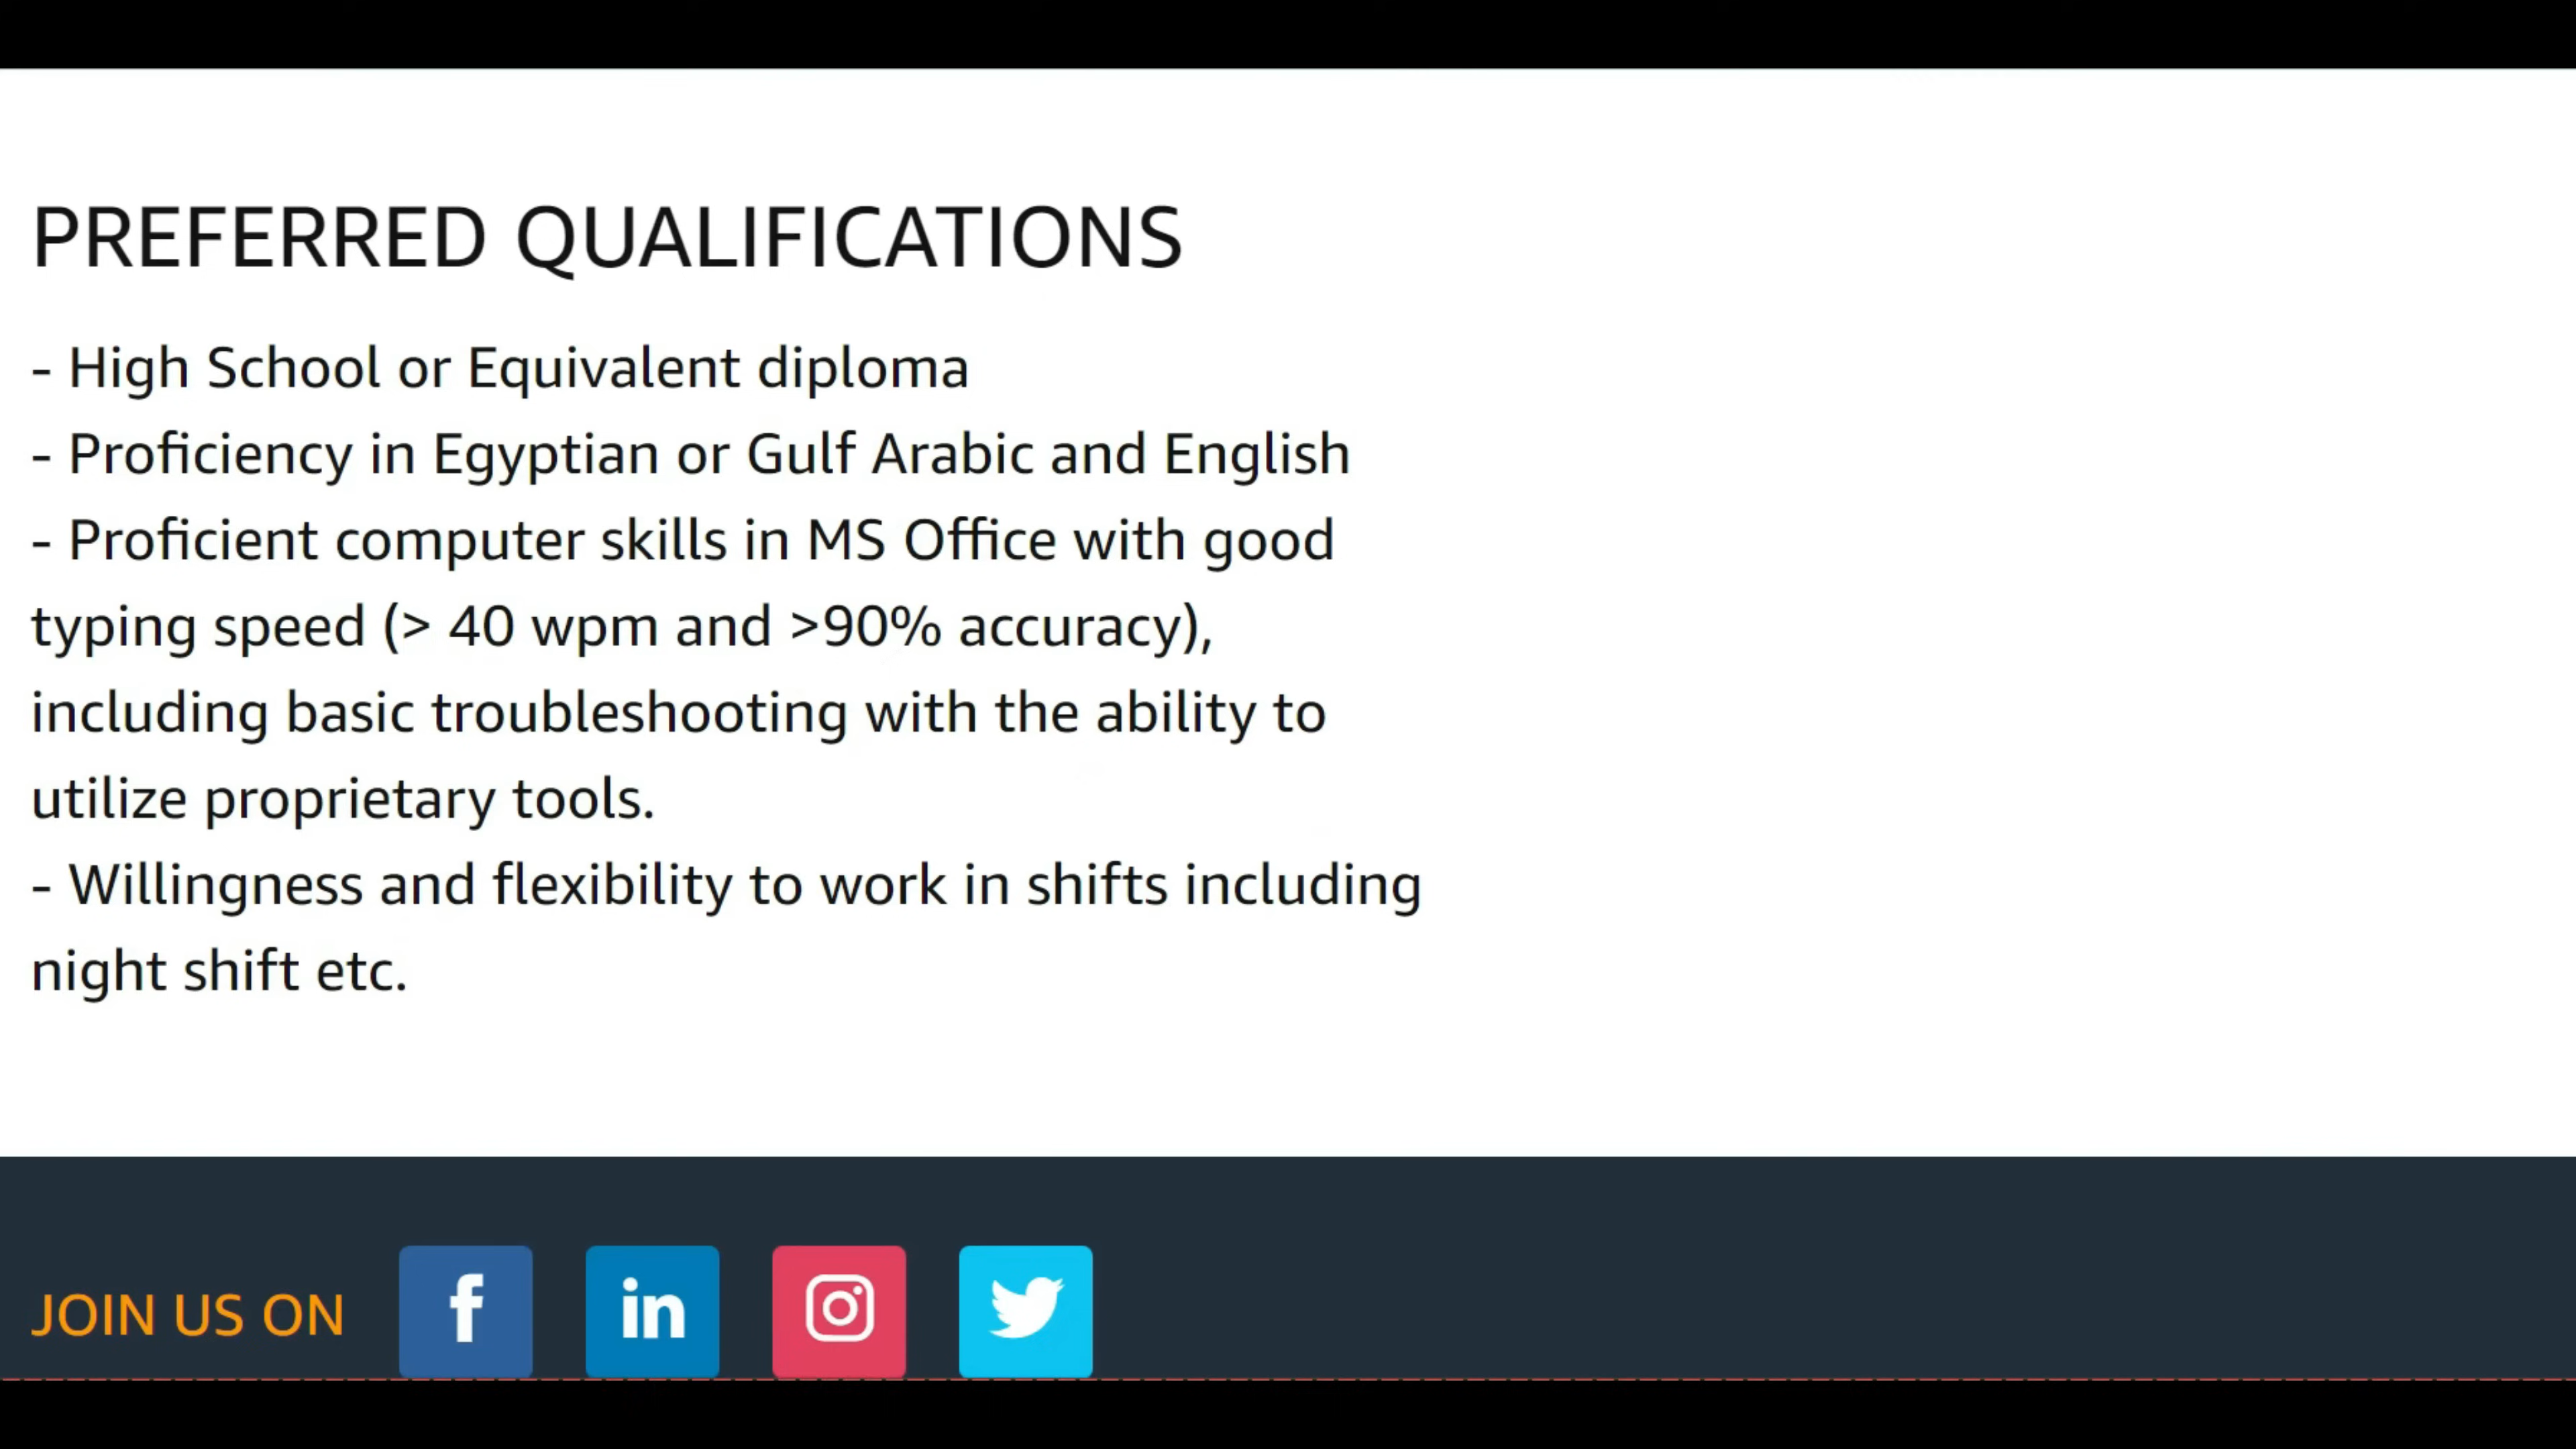 PREFERRED QUALIFICATIONS
- High School or Equivalent diploma
- Proficiency in Egyptian or Gulf Arabic and English
- Proficient computer skills in MS Office with good
typing speed (> 40 wpm and >90% accuracy),
including basic troubleshooting with the ability to
utilize proprietary tools.
- Willingness and flexibility to work in shifts including
night shift etc.
JOIN US ON f in